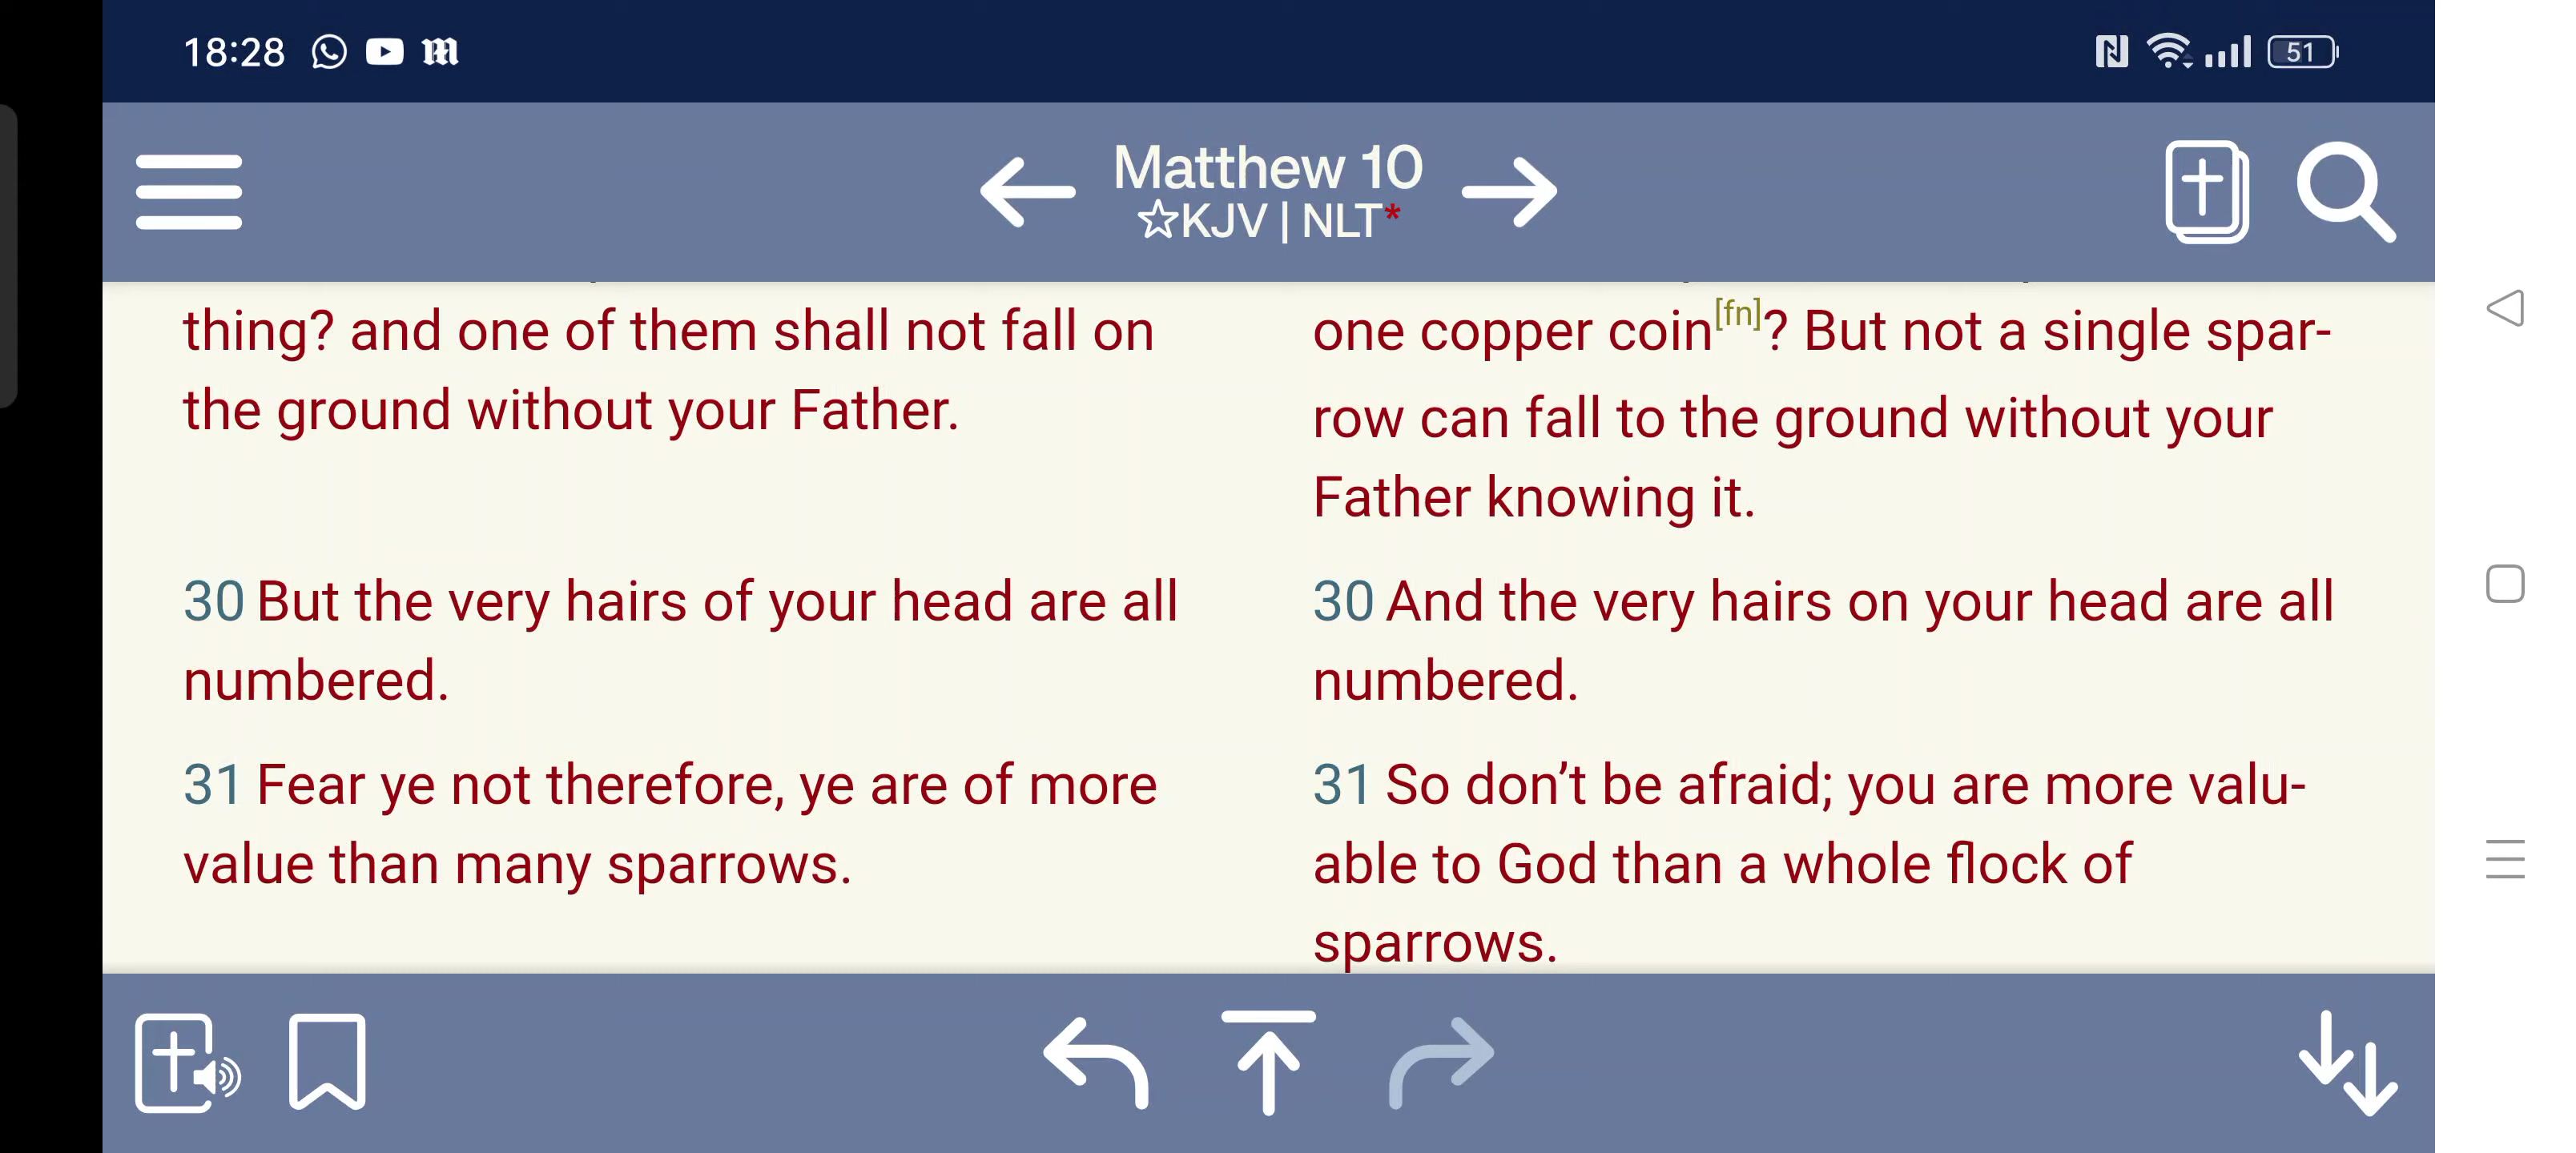 18:28
51
Matthew 10
☆KJV | NLT*
thing? and one of them shall not fall on
the ground without your Father.
30 But the very hairs of your head are all
numbered.
31 Fear ye not therefore, ye are of more
value than many sparrows.
one copper coin[fn]? But not a single spar-
row can fall to the ground without your
Father knowing it.
30 And the very hairs on your head are all
numbered.
31 So don’t be afraid; you are more valu-
able to God than a whole flock of
sparrows.